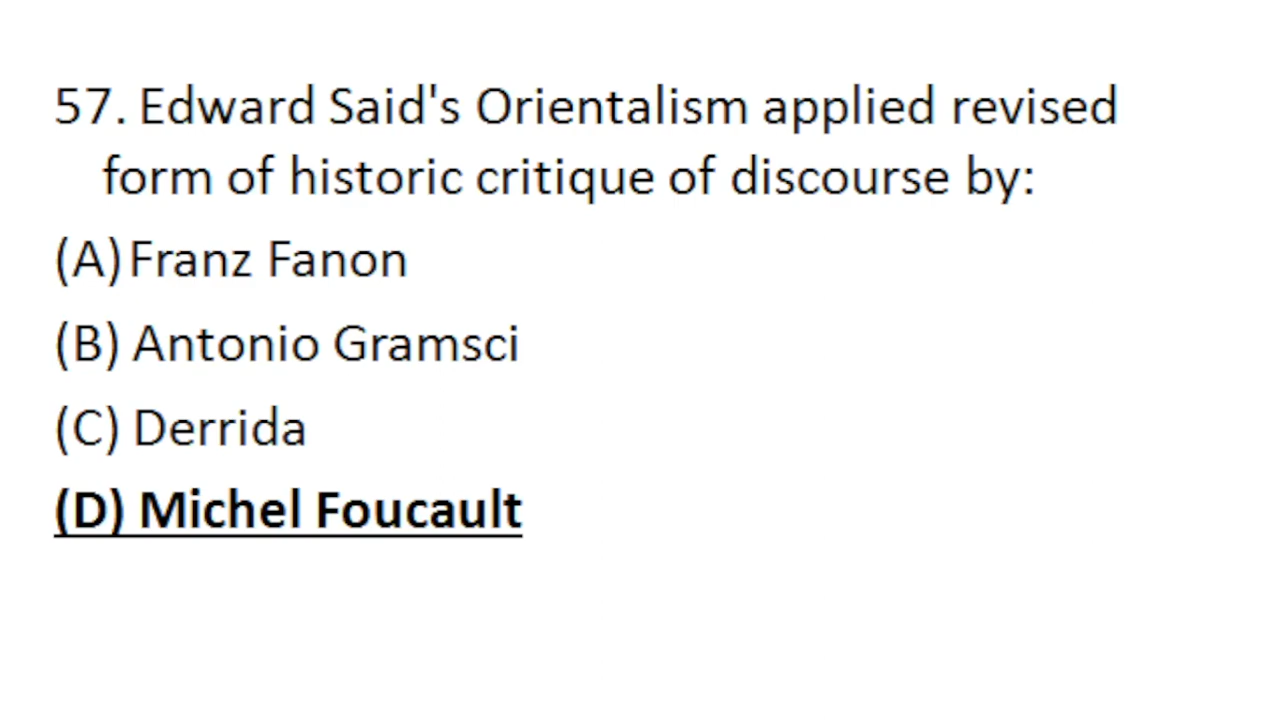 57. Edward Said's Orientalism applied revised
form of historic critique of discourse by:
(A) Franz Fanon
(B) Antonio Gramsci
(C) Derrida
(D) Michel Foucault